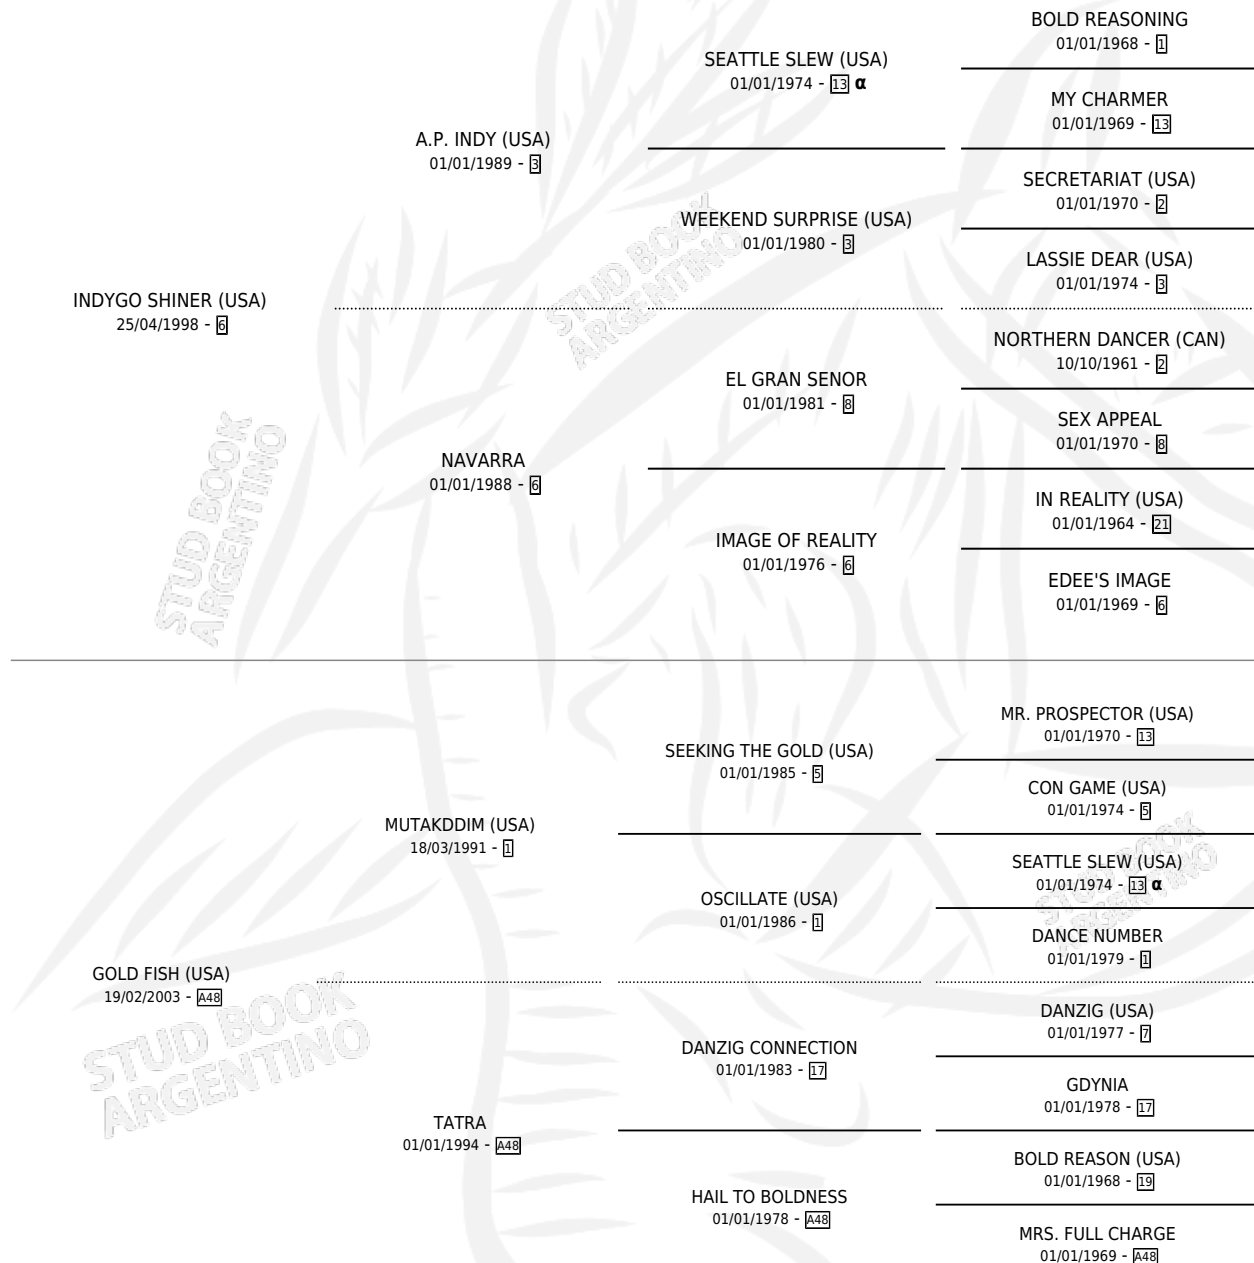 BOLD REASONING
01/01/1968 - 1
SEATTLE SLEW (USA)
01/01/1974 - 13 α
MY CHARMER
01/01/1969 - 13
A.P. INDY (USA)
01/01/1989 - 3
SECRETARIAT (USA)
01/01/1970 - 2
WEEKEND SURPRISE (USA)
01/01/1980 - 3
LASSIE DEAR (USA)
01/01/1974 - 3
INDYGO SHINER (USA)
25/04/1998 - 6
NORTHERN DANCER (CAN)
10/10/1961 - 2
EL GRAN SENOR
01/01/1981 - 8
SEX APPEAL
01/01/1970 - 8
NAVARRA
01/01/1988 - 6
IN REALITY (USA)
01/01/1964 - 21
IMAGE OF REALITY
01/01/1976 - 6
EDEE'S IMAGE
01/01/1969 - 6
MR. PROSPECTOR (USA)
01/01/1970 - 13
SEEKING THE GOLD (USA)
01/01/1985 - 5
CON GAME (USA)
01/01/1974 - 5
MUTAKDDIM (USA)
18/03/1991 - 1
SEATTLE SLEW (USA)
01/01/1974 - 13 α
OSCILLATE (USA)
01/01/1986 - 1
DANCE NUMBER
01/01/1979 - 1
GOLD FISH (USA)
19/02/2003 - A48
DANZIG (USA)
01/01/1977 - 7
DANZIG CONNECTION
01/01/1983 - 17
GDYNIA
01/01/1978 - 17
TATRA
01/01/1994 - A48
BOLD REASON (USA)
01/01/1968 - 19
HAIL TO BOLDNESS
01/01/1978 - A48
MRS. FULL CHARGE
01/01/1969 - A48
STUD BOOK
ARGENTINO
STUD BOOK
ARGENTINO
STUD BOOK
ARGENTINO
STUD BOOK
ARGENTINO